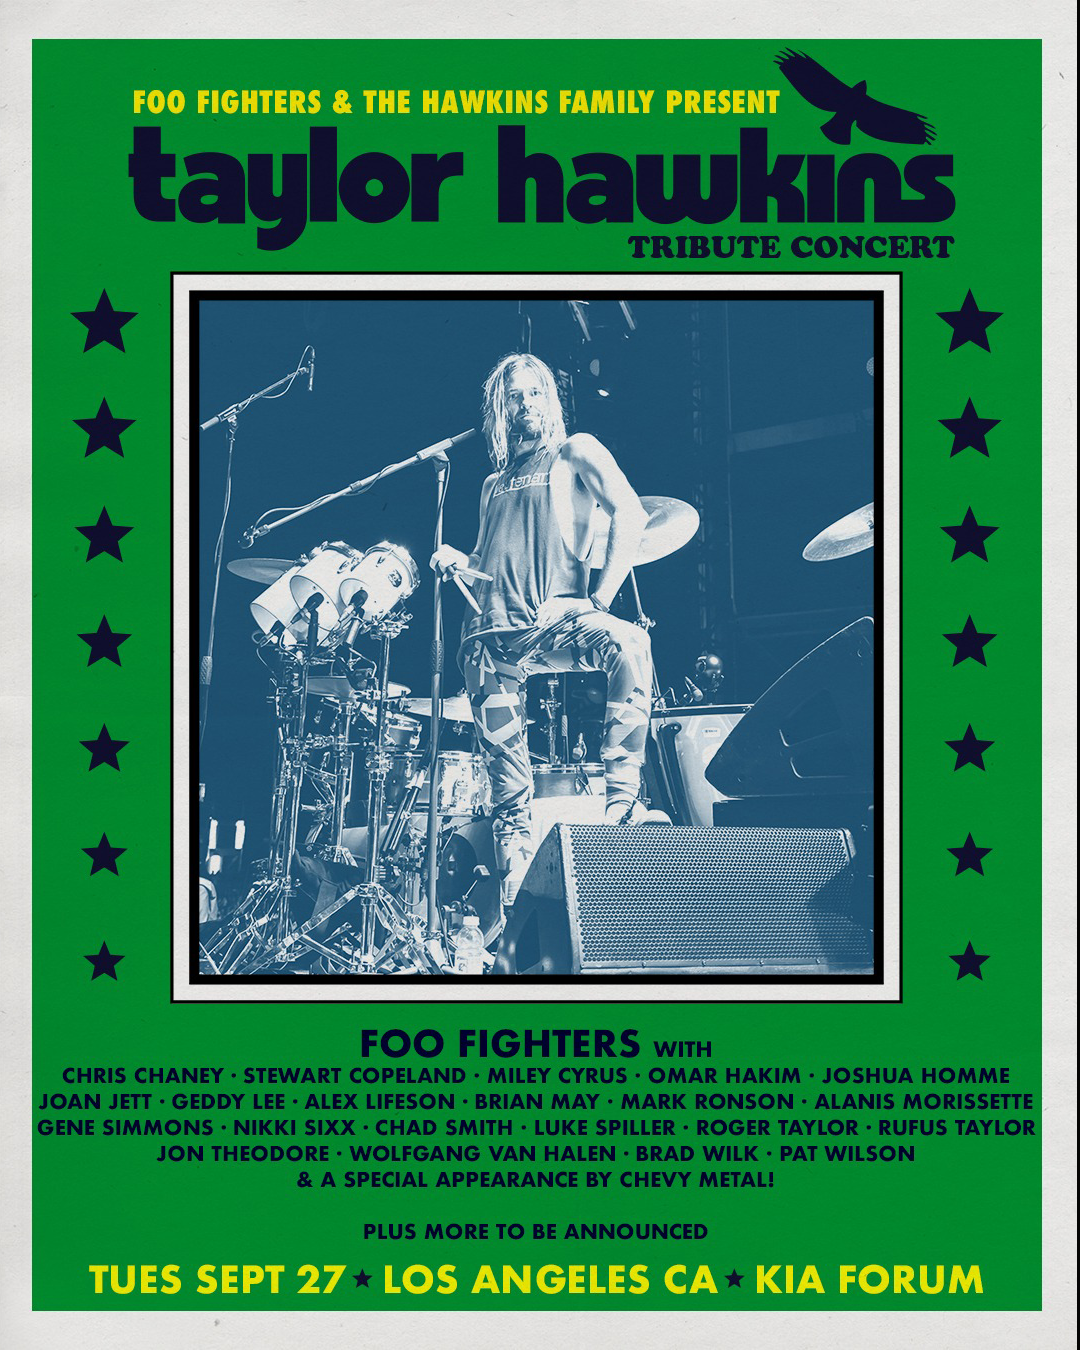 FOO FIGHTERS & THE HAWKINS FAMILY PRESENT
taylor hawkins
TRIBUTE CONCERT
FOO FIGHTERS WITH
CHRIS CHANEY · STEWART COPELAND · MILEY CYRUS · OMAR HAKIM · JOSHUA HOMME
JOAN JETT · GEDDY LEE · ALEX LIFESON · BRIAN MAY · MARK RONSON · ALANIS MORISSETTE
GENE SIMMONS · NIKKI SIXX · CHAD SMITH · LUKE SPILLER · ROGER TAYLOR · RUFUS TAYLOR
JON THEODORE · WOLFGANG VAN HALEN · BRAD WILK · PAT WILSON
& A SPECIAL APPEARANCE BY CHEVY METAL!
PLUS MORE TO BE ANNOUNCED
TUES SEPT 27 ★ LOS ANGELES CA ★ KIA FORUM